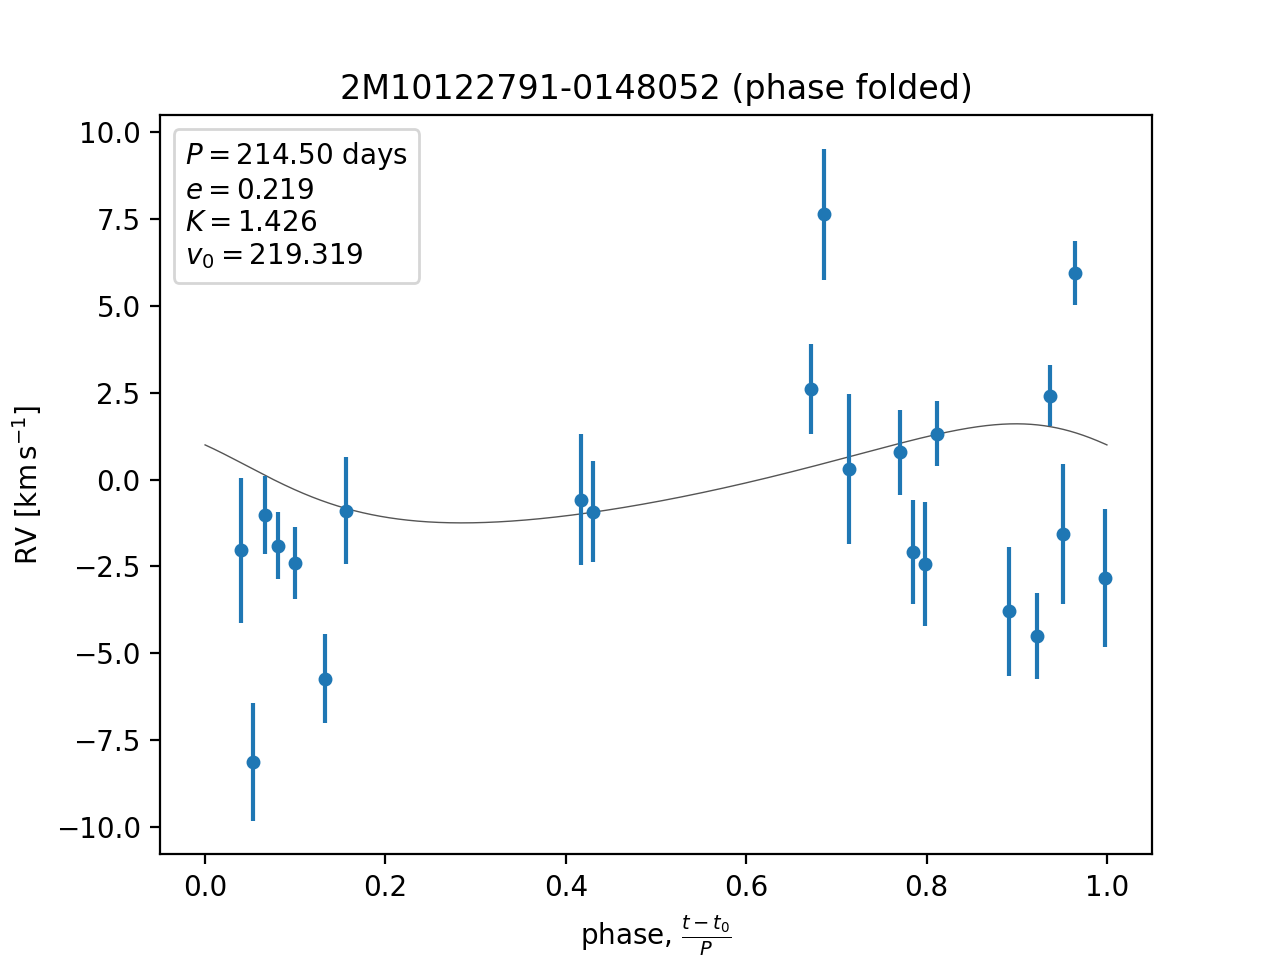 2M10122791-0148052 (phase folded)
P = 214.50 days
e = 0.219
K = 1.426
v₀ = 219.319
10.0
7.5
5.0
2.5
0.0
−2.5
−5.0
−7.5
−10.0
RV [km s⁻¹]
0.0 0.2 0.4 0.6 0.8 1.0
phase, (t − t₀)/P